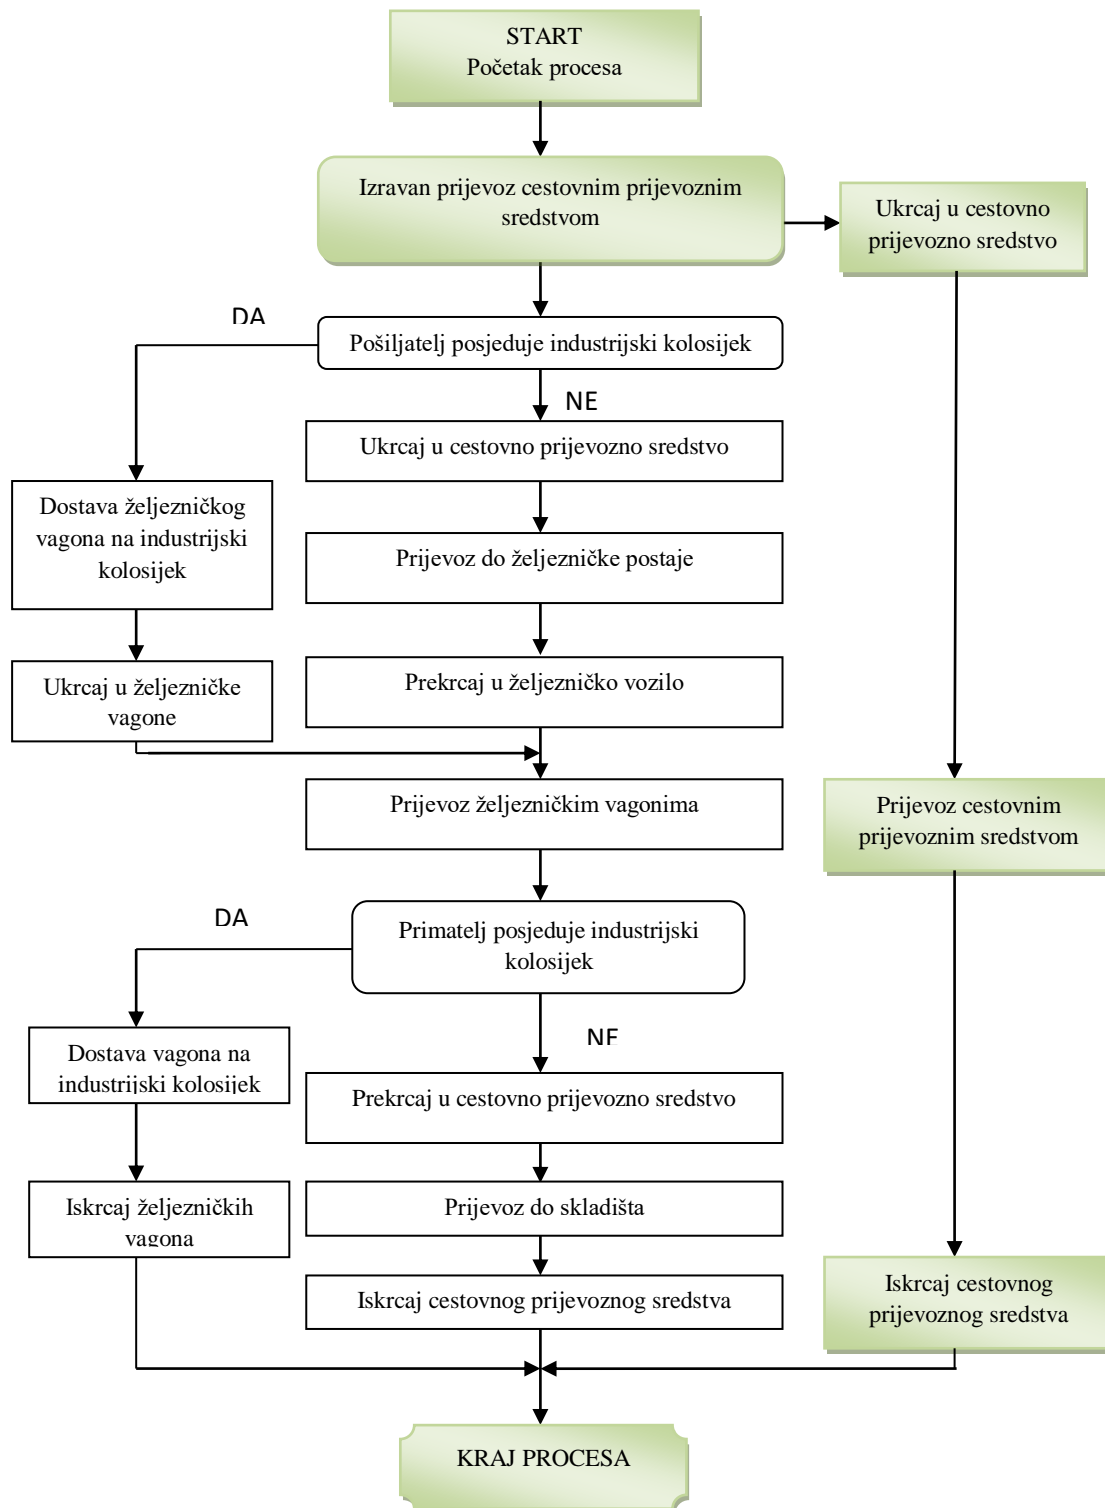 START
Početak procesa
Izravan prijevoz cestovnim prijevoznim
sredstvom
Ukrcaj u cestovno
prijevozno sredstvo
DA
Pošiljatelj posjeduje industrijski kolosijek
NE
Ukrcaj u cestovno prijevozno sredstvo
Dostava željezničkog
vagona na industrijski
kolosijek
Prijevoz do željezničke postaje
Ukrcaj u željezničke
vagone
Prekrcaj u željezničko vozilo
Prijevoz željezničkim vagonima
Prijevoz cestovnim
prijevoznim sredstvom
DA
Primatelj posjeduje industrijski
kolosijek
NE
Dostava vagona na
industrijski kolosijek
Prekrcaj u cestovno prijevozno sredstvo
Iskrcaj željezničkih
vagona
Prijevoz do skladišta
Iskrcaj cestovnog prijevoznog sredstva
Iskrcaj cestovnog
prijevoznog sredstva
KRAJ PROCESA